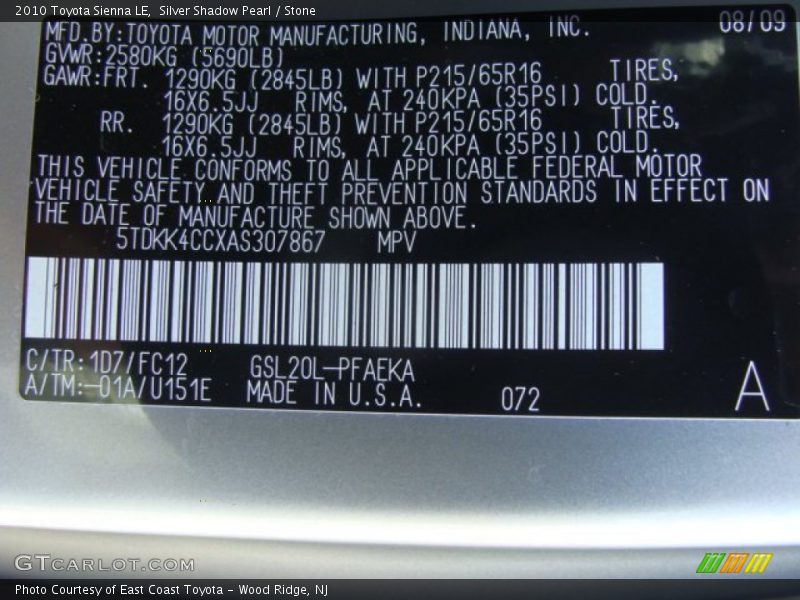 2010 Toyota Sienna LE,  Silver Shadow Pearl / Stone
MFD.BY:TOYOTA MOTOR MANUFACTURING, INDIANA, INC. 08/09
GVWR:2580KG (5690LB)
GAWR:FRT. 1290KG (2845LB) WITH P215/65R16 TIRES,
16X6.5JJ RIMS, AT 240KPA (35PSI) COLD.
RR. 1290KG (2845LB) WITH P215/65R16 TIRES,
16X6.5JJ RIMS, AT 240KPA (35PSI) COLD.
THIS VEHICLE CONFORMS TO ALL APPLICABLE FEDERAL MOTOR
VEHICLE SAFETY AND THEFT PREVENTION STANDARDS IN EFFECT ON
THE DATE OF MANUFACTURE SHOWN ABOVE.
5TDKK4CCXAS307867 MPV
C/TR:1D7/FC12 GSL20L-PFAEKA
A/TM:-01A/U151E MADE IN U.S.A. 072 A
GTCARLOT.COM
Photo Courtesy of East Coast Toyota - Wood Ridge, NJ